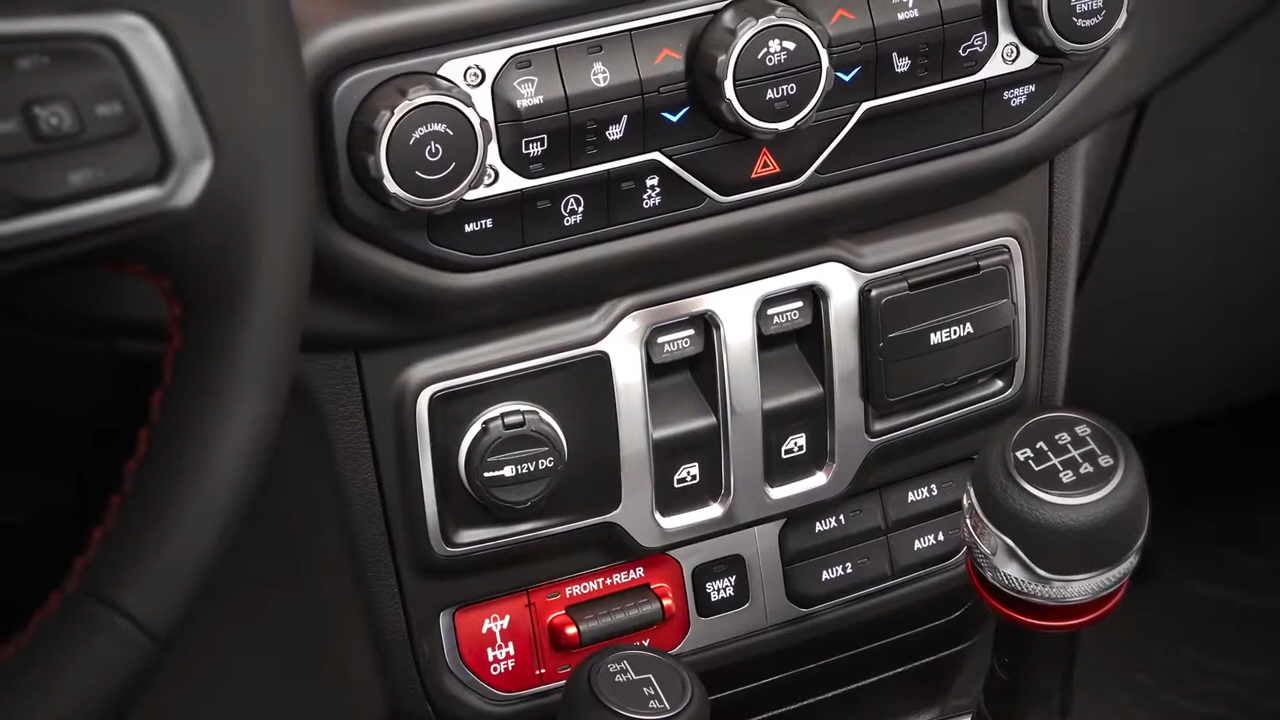 ENTER
SCROLL
MODE
OFF
AUTO
FRONT
SCREEN
OFF
VOLUME
MUTE
A
OFF
OFF
AUTO
AUTO
MEDIA
12V DC
R 1 3 5
2 4 6
AUX 1
AUX 3
AUX 2
AUX 4
SWAY
BAR
FRONT+REAR
OFF
2H
4H
N
4L